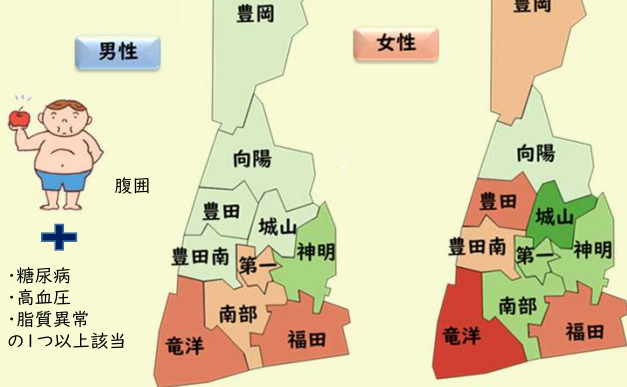 男性
女性
腹囲
・糖尿病
・高血圧
・脂質異常
の1つ以上該当
豊岡
向陽
豊田
城山
豊田南
第一
神明
南部
竜洋
福田
豊岡
向陽
豊田
城山
豊田南
第一
神明
南部
竜洋
福田